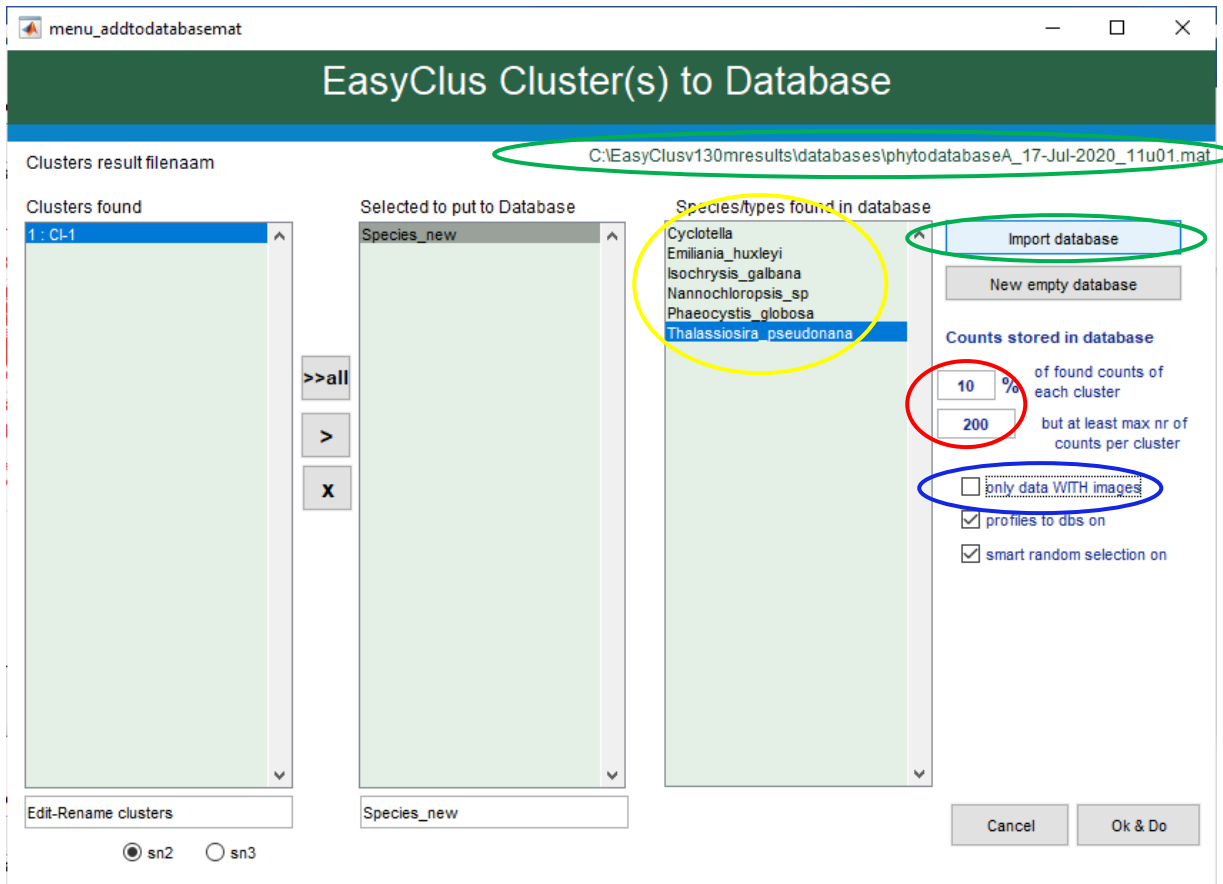 menu_addtodatabasemat
EasyClus Cluster(s) to Database
C:\EasyClusv130mresults\databases\phytodatabaseA_17-Jul-2020_11u01.mat
Clusters result filenaam
Clusters found
1 : Cl-1
Edit-Rename clusters
sn2
sn3
>>all
>
x
Selected to put to Database
Species_new
Species_new
Species/types found in database
Cyclotella
Emiliania_huxleyi
Isochrysis_galbana
Nannochloropsis_sp
Phaeocystis_globosa
Thalassiosira_pseudonana
Import database
New empty database
Counts stored in database
10 % of found counts of
each cluster
200 but at least max nr of
counts per cluster
only data WITH images
profiles to dbs on
smart random selection on
Cancel
Ok & Do